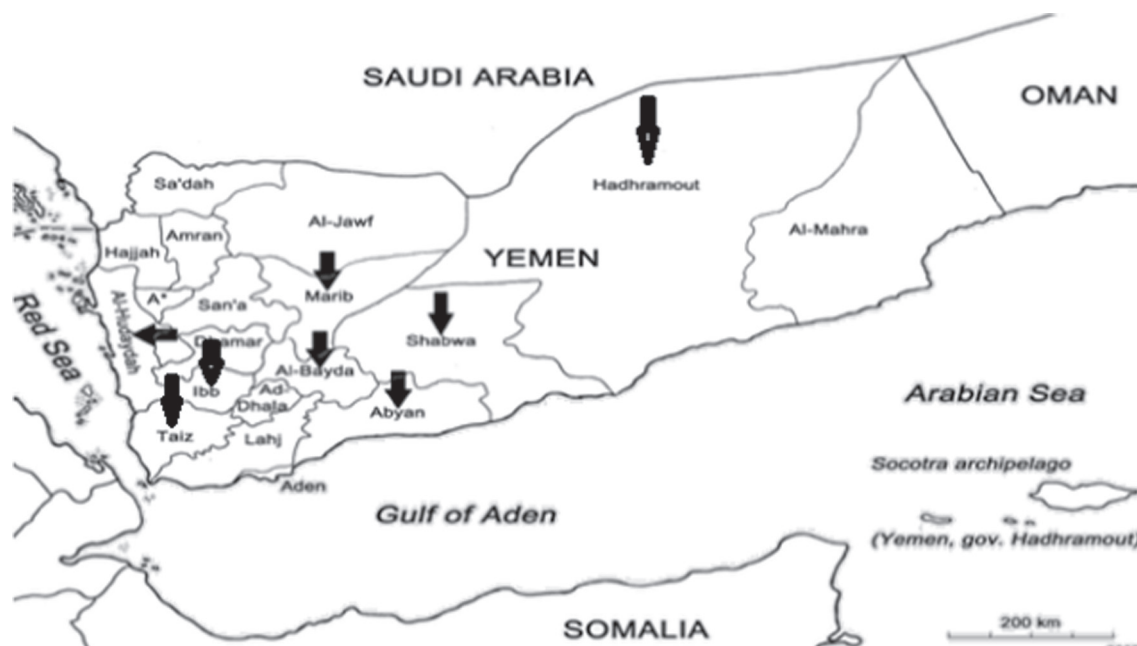 SAUDI ARABIA
OMAN
Sa'dah
Hadhramout
Al-Jawf
Al-Mahra
Amran
Hajjah
YEMEN
Marib
A*
San'a
Al-Hudaydah
Red Sea
Dhamar
Shabwa
Al-Bayda
Ibb
Ad-
Dhala
Abyan
Arabian Sea
Taiz
Lahj
Socotra archipelago
Aden
Gulf of Aden
(Yemen, gov. Hadhramout)
SOMALIA
200 km